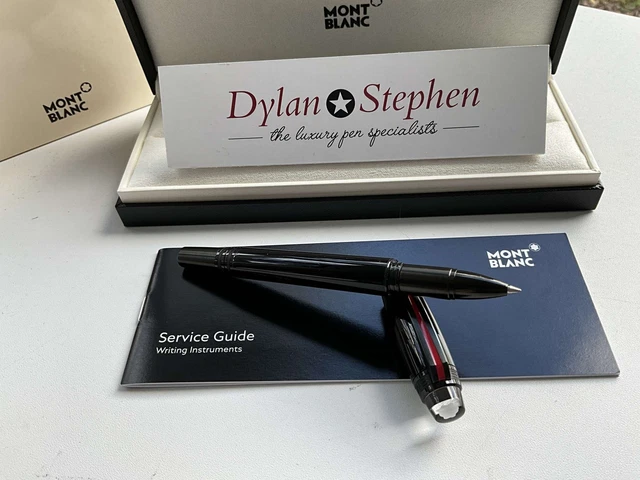 MONT
BLANC
MONT
BLANC
Dylan Stephen
the luxury pen specialists
MONT
BLANC
Service Guide
Writing Instruments